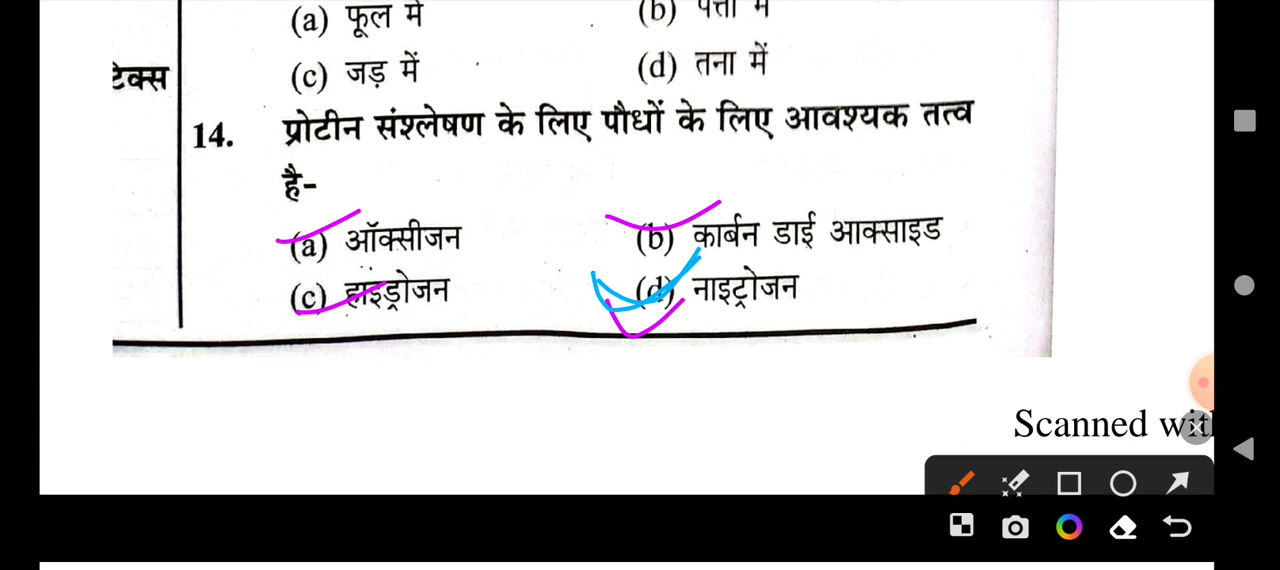 (a) फूल में (b) पत्ती में
टेक्स (c) जड़ में (d) तना में
14. प्रोटीन संश्लेषण के लिए पौधों के लिए आवश्यक तत्व
है-
(a) ऑक्सीजन (b) कार्बन डाई आक्साइड
(c) हाइड्रोजन (d) नाइट्रोजन
Scanned wit